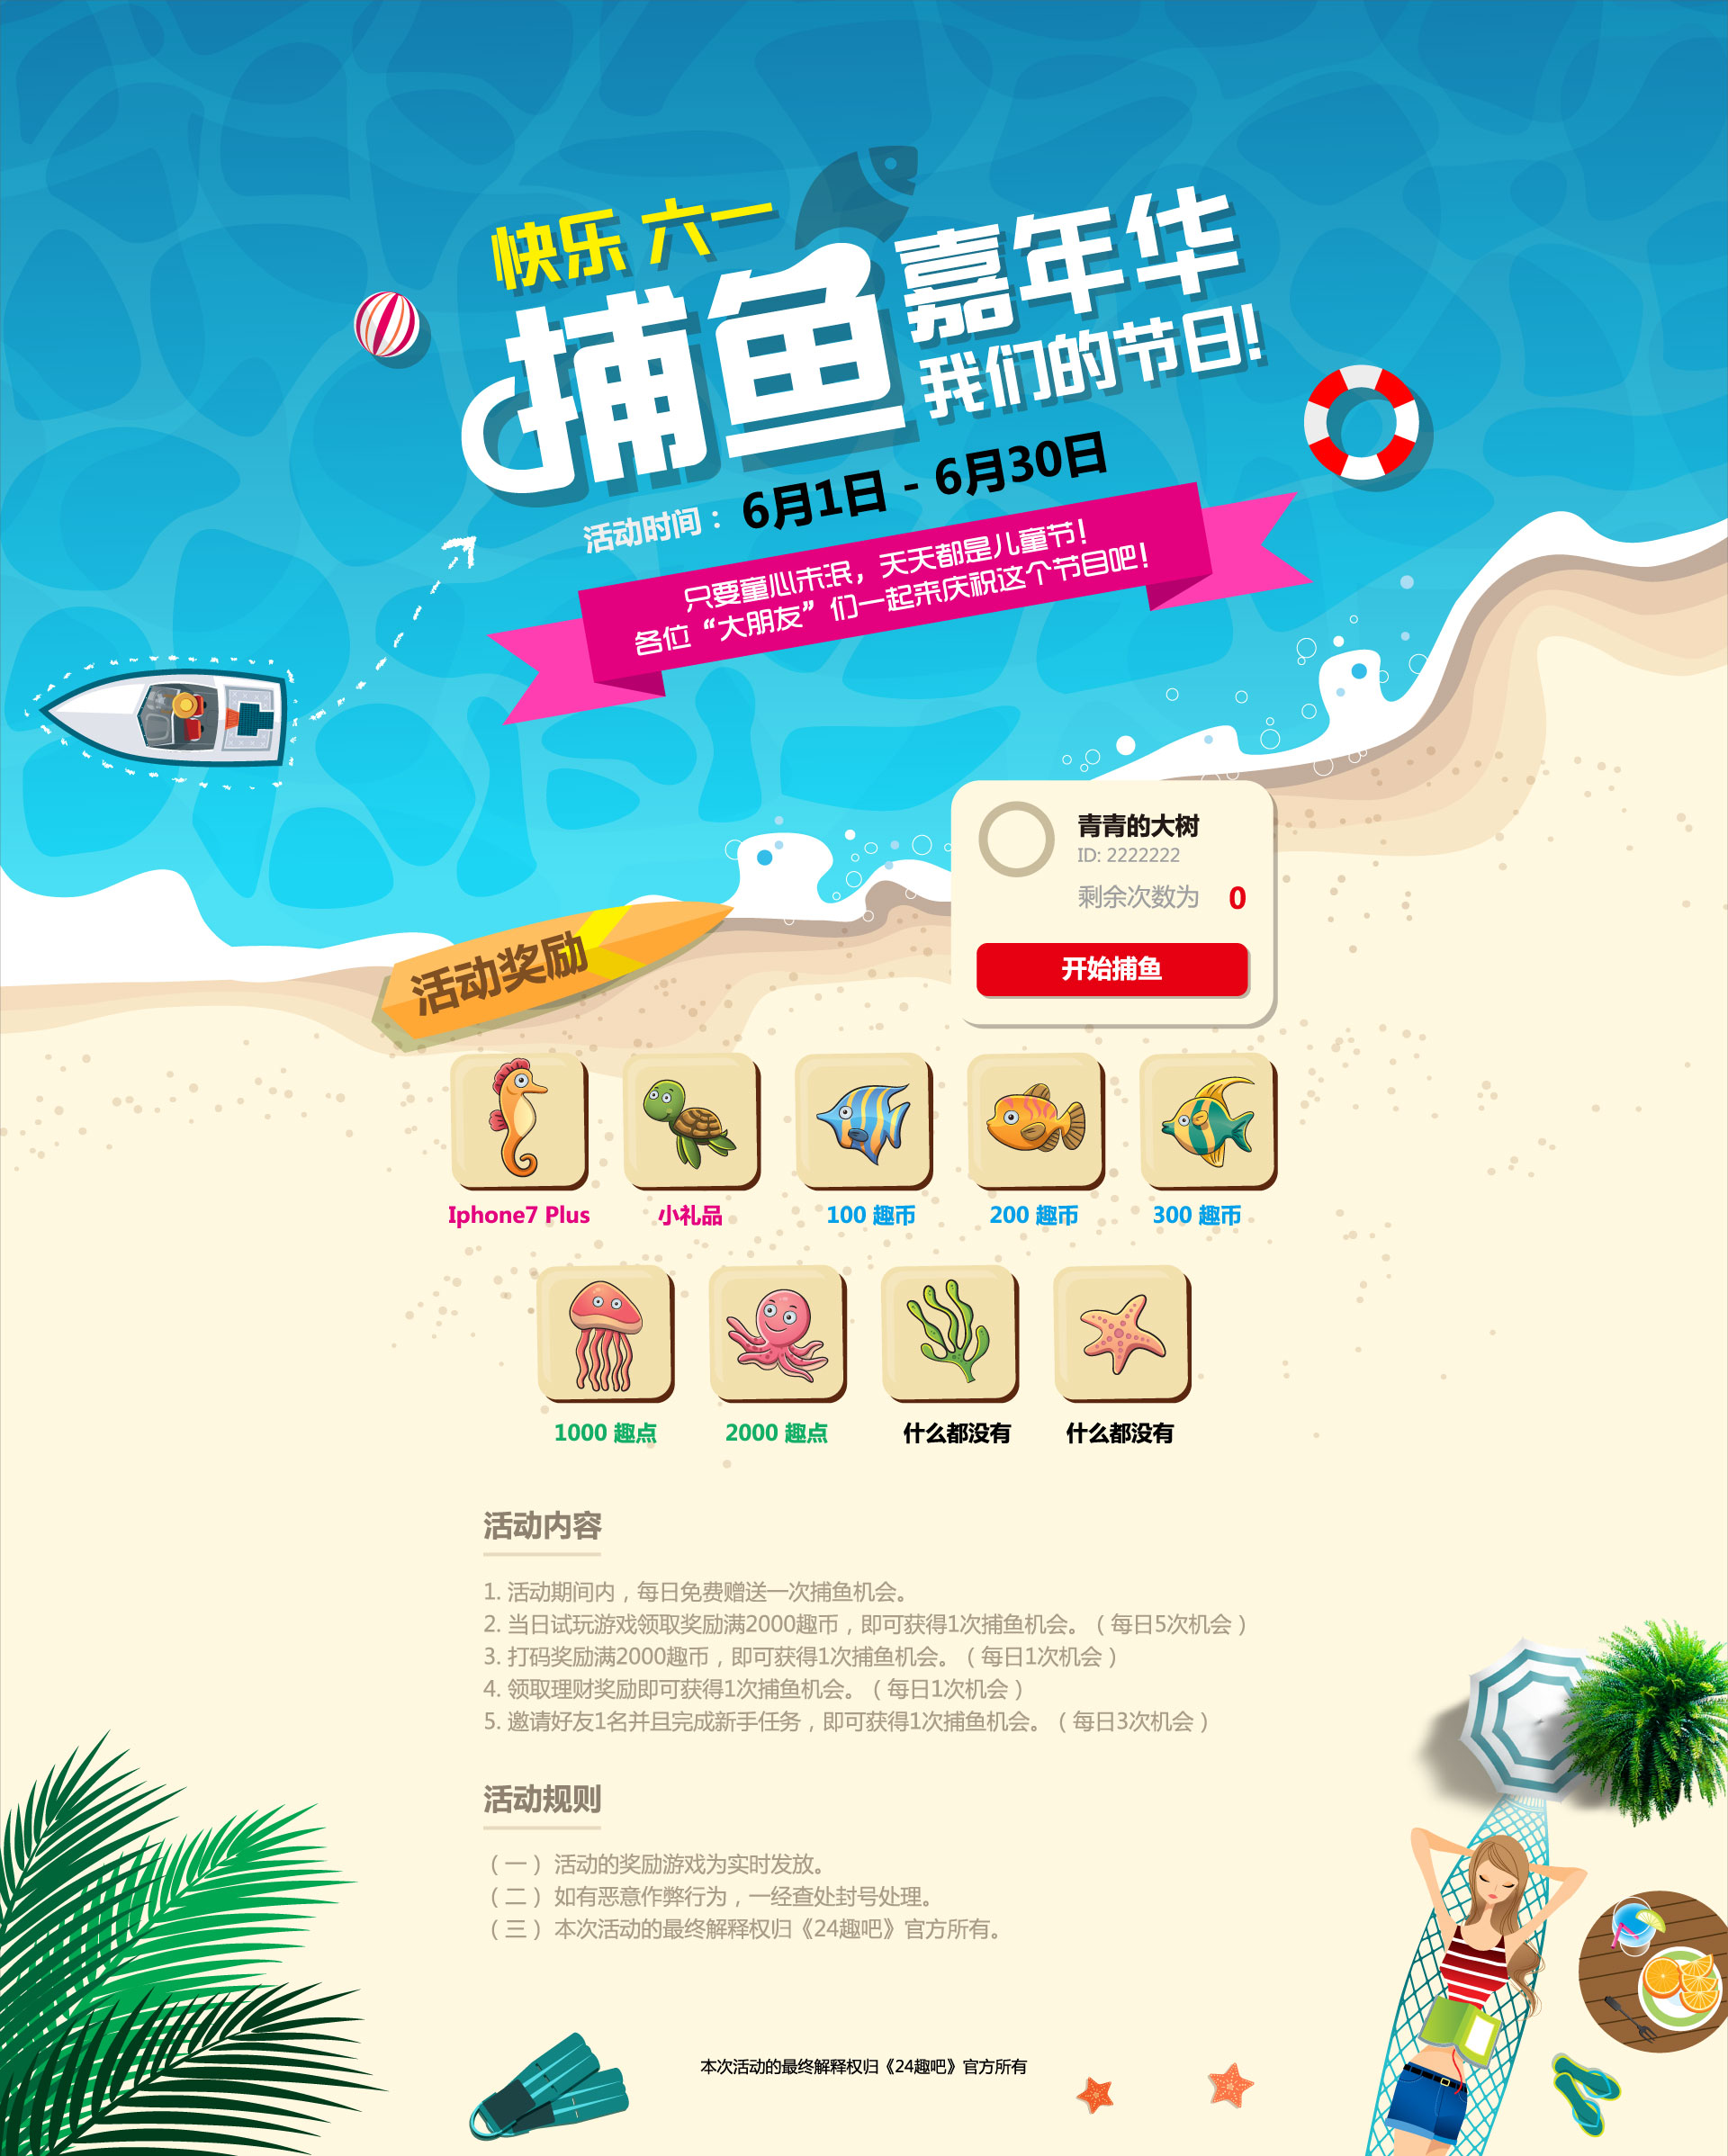 快乐 六一
捕鱼 嘉年华
我们的节日!
活动时间： 6月1日 - 6月30日
只要童心未泯，天天都是儿童节!
各位“大朋友”们一起来庆祝这个节目吧!
青青的大树
ID: 2222222
剩余次数为 0
开始捕鱼
活动奖励
Iphone7 Plus 小礼品 100 趣币 200 趣币 300 趣币
1000 趣点 2000 趣点 什么都没有 什么都没有
活动内容
1. 活动期间内，每日免费赠送一次捕鱼机会。
2. 当日试玩游戏领取奖励满2000趣币，即可获得1次捕鱼机会。（每日5次机会）
3. 打码奖励满2000趣币，即可获得1次捕鱼机会。（每日1次机会）
4. 领取理财奖励即可获得1次捕鱼机会。（每日1次机会）
5. 邀请好友1名并且完成新手任务，即可获得1次捕鱼机会。（每日3次机会）
活动规则
（一） 活动的奖励游戏为实时发放。
（二） 如有恶意作弊行为，一经查处封号处理。
（三） 本次活动的最终解释权归《24趣吧》官方所有。
本次活动的最终解释权归《24趣吧》官方所有